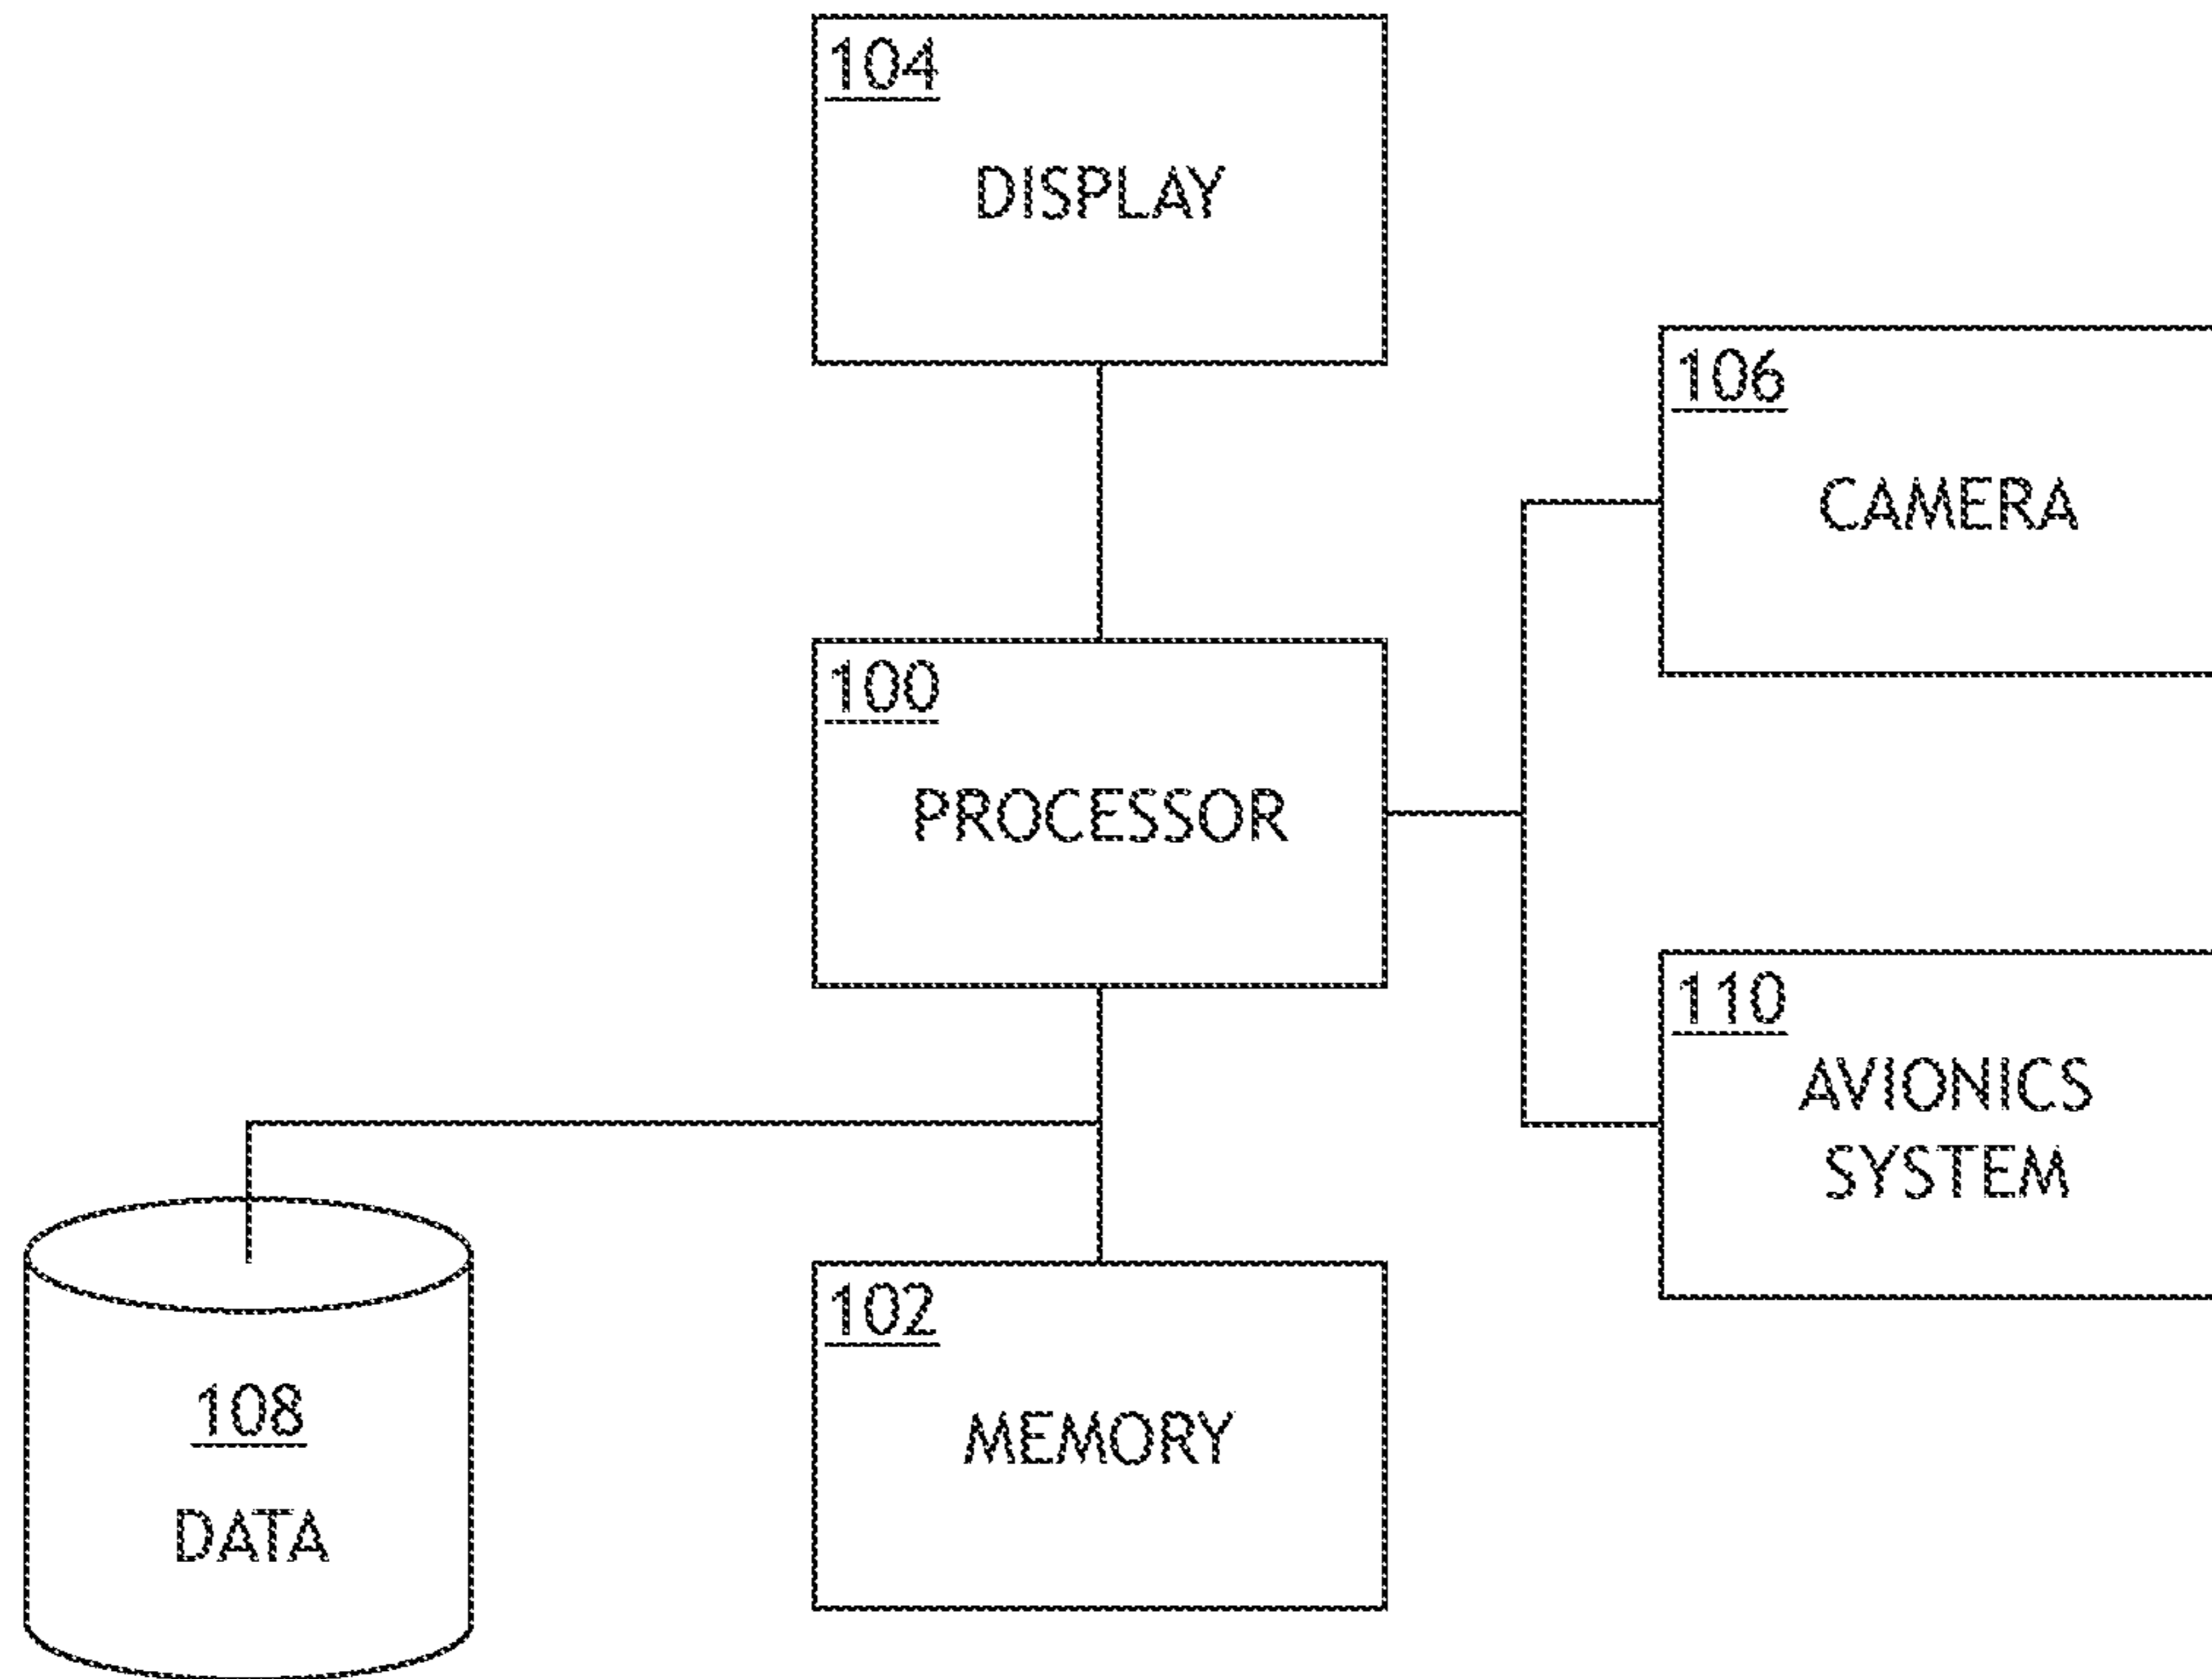 104
DISPLAY
106
CAMERA
100
PROCESSOR
110
AVIONICS
SYSTEM
102
MEMORY
108
DATA